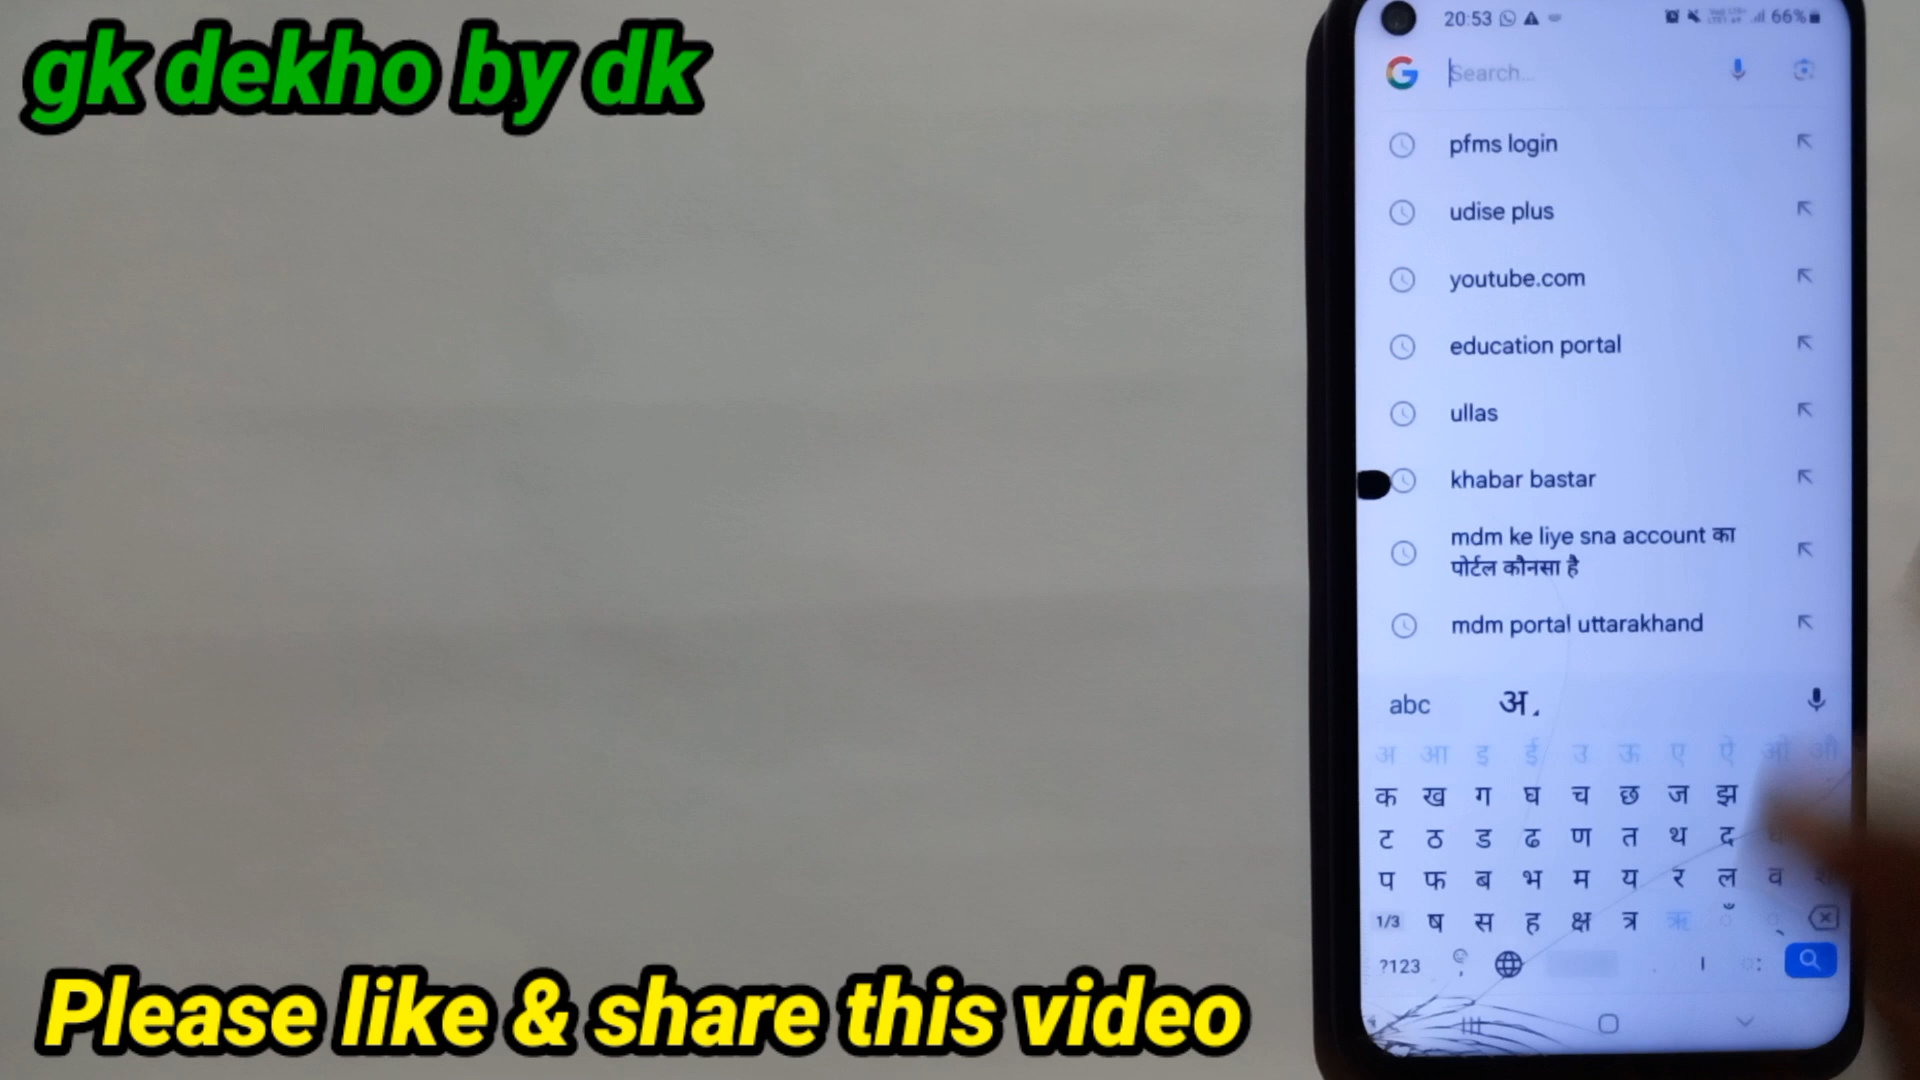 gk dekho by dk
20:53
66%
Search...
pfms login
udise plus
youtube.com
education portal
ullas
khabar bastar
mdm ke liye sna account का
पोर्टल कौनसा है
mdm portal uttarakhand
abc अ
अ आ इ ई उ ऊ ए ऐ ओ औ
क ख ग घ च छ ज झ
ट ठ ड ढ ण त थ द
प फ ब भ म य र ल व
1/3 ष स ह क्ष त्र ऋ
?123
Please like & share this video